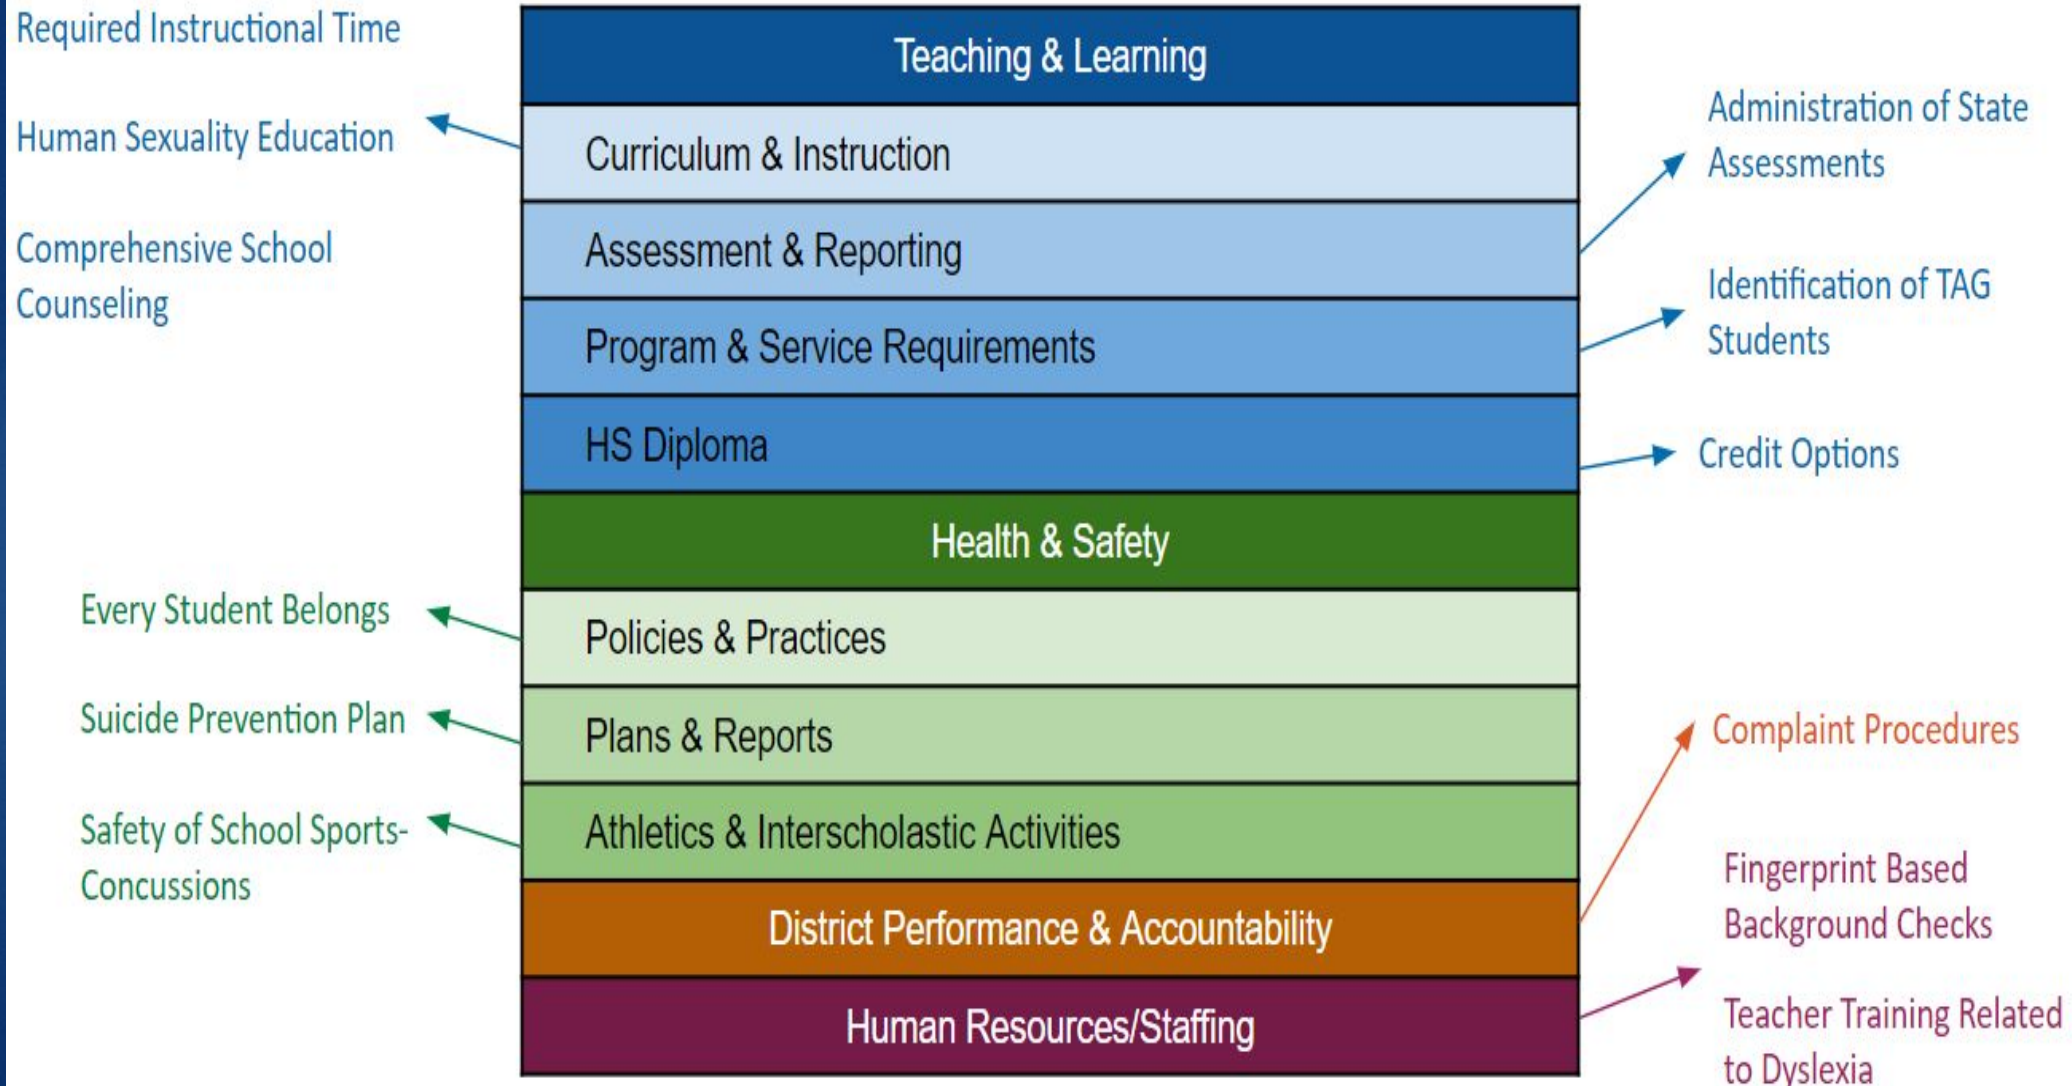 Required Instructional Time
Human Sexuality Education
Comprehensive School
Counseling
Teaching & Learning
Curriculum & Instruction
Assessment & Reporting
Program & Service Requirements
HS Diploma
Administration of State
Assessments
Identification of TAG
Students
Credit Options
Health & Safety
Every Student Belongs
Suicide Prevention Plan
Safety of School Sports-
Concussions
Policies & Practices
Plans & Reports
Athletics & Interscholastic Activities
District Performance & Accountability
Human Resources/Staffing
Complaint Procedures
Fingerprint Based
Background Checks
Teacher Training Related
to Dyslexia